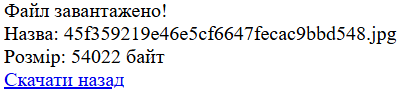 Файл завантажено!
Назва: 45f359219e46e5cf6647fecac9bbd548.jpg
Розмір: 54022 байт
Скачати назад